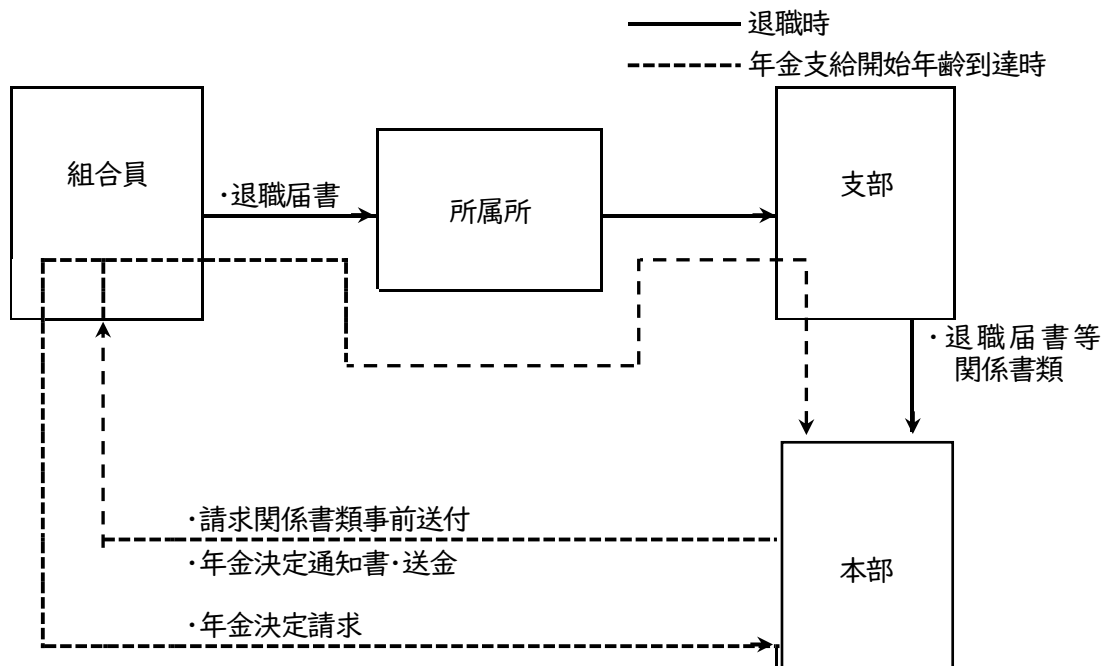 退職時
年金支給開始年齢到達時
組合員
・退職届書
所属所
支部
・退職届書等
関係書類
・請求関係書類事前送付
・年金決定通知書・送金
本部
・年金決定請求